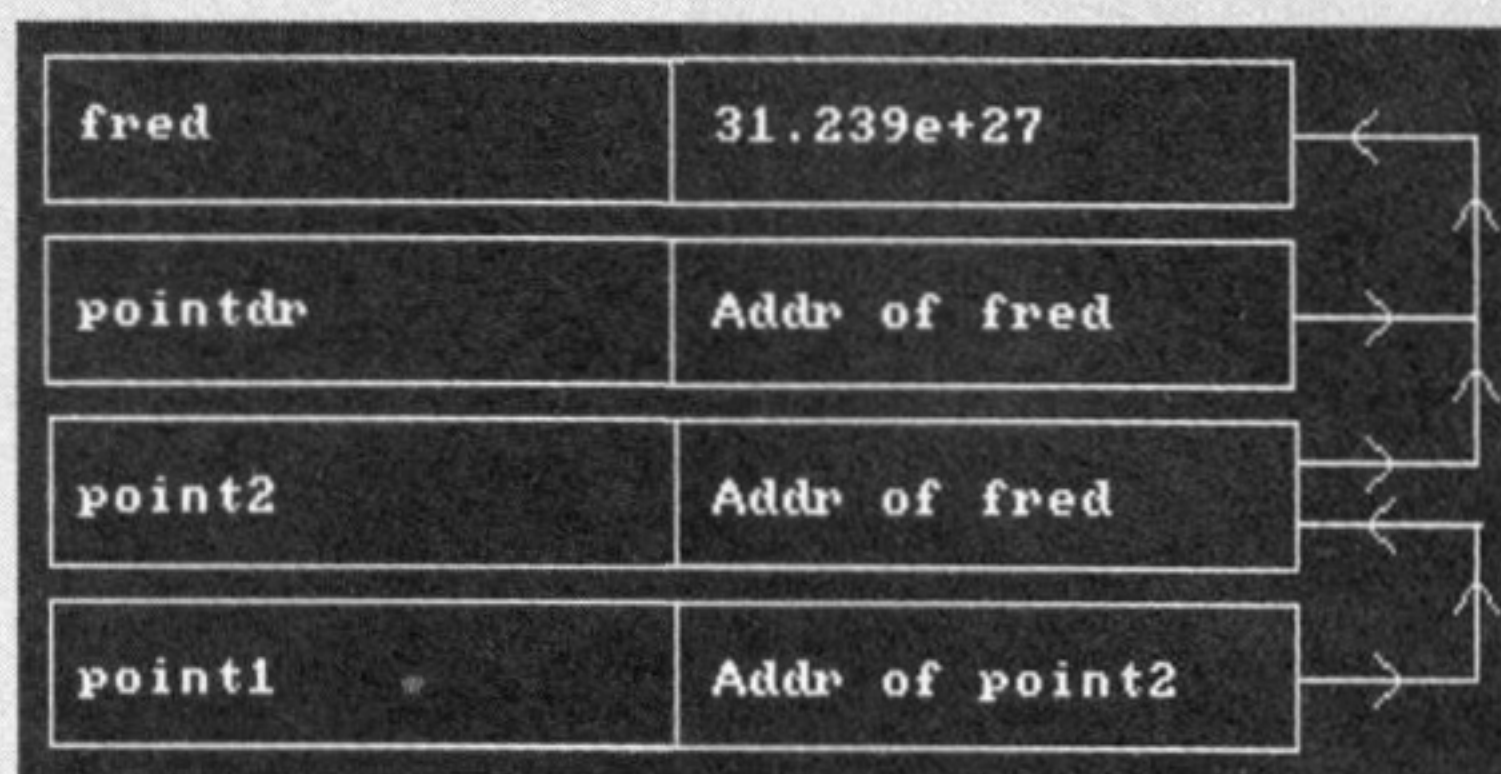 fred 31.239e+27
pointdr Addr of fred
point2 Addr of fred
point1 Addr of point2